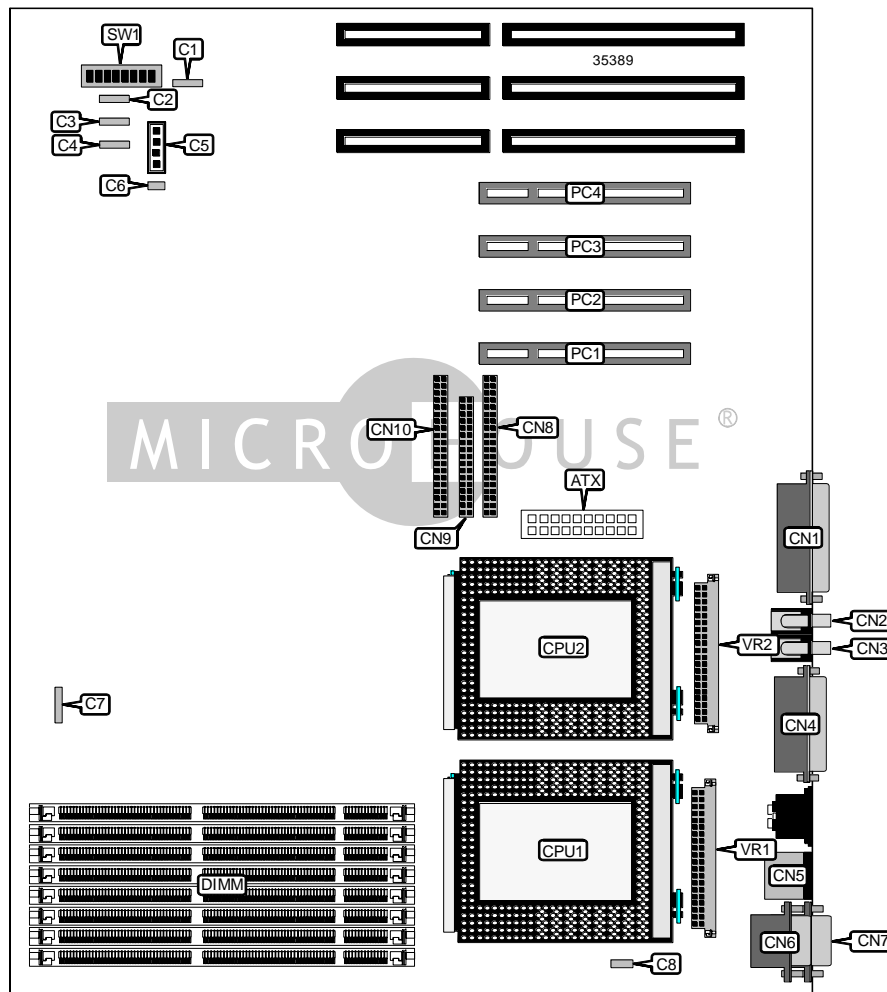 SW1
C1
35389
C2
C3
C4
C5
C6
PC4
PC3
PC2
PC1
CN10
CN8
MICROHOUSE®
ATX
CN9
CN1
CN2
CPU2
VR2
CN3
C7
CN4
CPU1
VR1
CN5
DIMM
CN6
CN7
C8